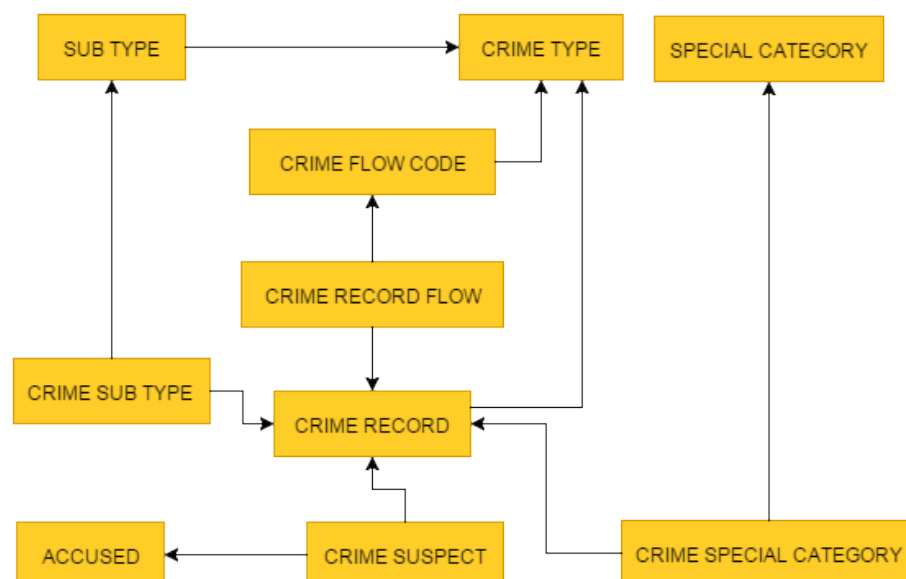 SUB TYPE
CRIME TYPE
SPECIAL CATEGORY
CRIME FLOW CODE
CRIME RECORD FLOW
CRIME SUB TYPE
CRIME RECORD
ACCUSED
CRIME SUSPECT
CRIME SPECIAL CATEGORY